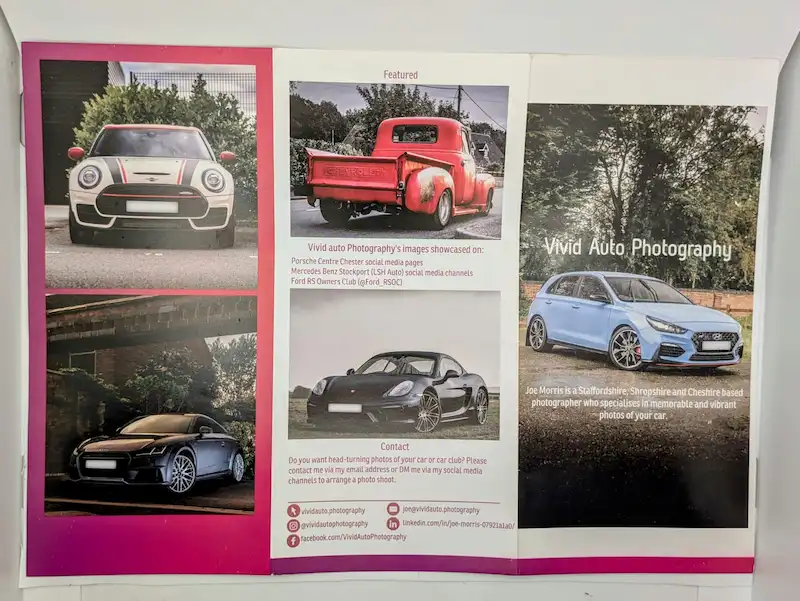 Featured
CHEVROLET
Vivid auto Photography's images showcased on:
Porsche Centre Chester social media pages
Mercedes Benz Stockport (LSH Auto) social media channels
Ford RS Owners Club (@Ford_RSOC)
Contact
Do you want head-turning photos of your car or car club? Please
contact me via my email address or DM me via my social media
channels to arrange a photo shoot.
vividauto.photography
@vividautophotography
facebook.com/VividAutoPhotography
joe@vividauto.photography
linkedin.com/in/joe-morris-07921a1a0/
Vivid Auto Photography
Joe Morris is a Staffordshire, Shropshire and Cheshire based
photographer who specialises in memorable and vibrant
photos of your car.